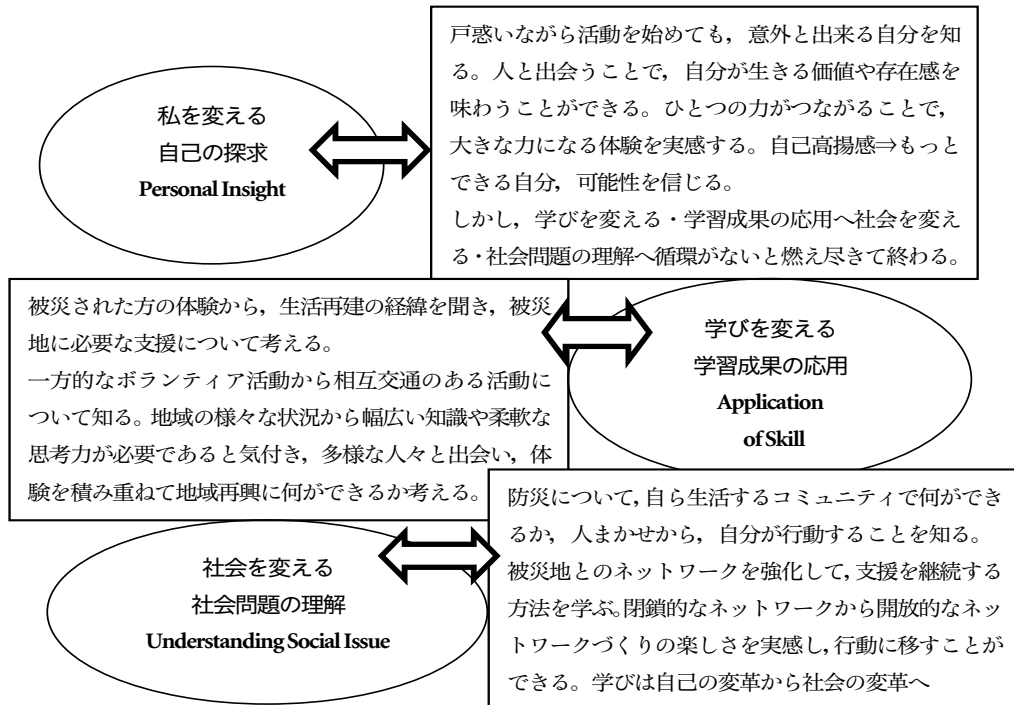 私を変える
自己の探求
Personal Insight
戸惑いながら活動を始めても，意外と出来る自分を知
る。人と出会うことで，自分が生きる価値や存在感を
味わうことができる。ひとつの力がつながることで，
大きな力になる体験を実感する。自己高揚感⇒もっと
できる自分，可能性を信じる。
しかし，学びを変える・学習成果の応用へ社会を変え
る・社会問題の理解へ循環がないと燃え尽きて終わる。
被災された方の体験から，生活再建の経緯を聞き，被災
地に必要な支援について考える。
一方的なボランティア活動から相互交通のある活動に
ついて知る。地域の様々な状況から幅広い知識や柔軟な
思考力が必要であると気付き，多様な人々と出会い，体
験を積み重ねて地域再興に何ができるか考える。
学びを変える
学習成果の応用
Application
of Skill
社会を変える
社会問題の理解
Understanding Social Issue
防災について，自ら生活するコミュニティで何ができ
るか，人まかせから，自分が行動することを知る。
被災地とのネットワークを強化して，支援を継続する
方法を学ぶ。閉鎖的なネットワークから開放的なネッ
トワークづくりの楽しさを実感し，行動に移すことが
できる。学びは自己の変革から社会の変革へ